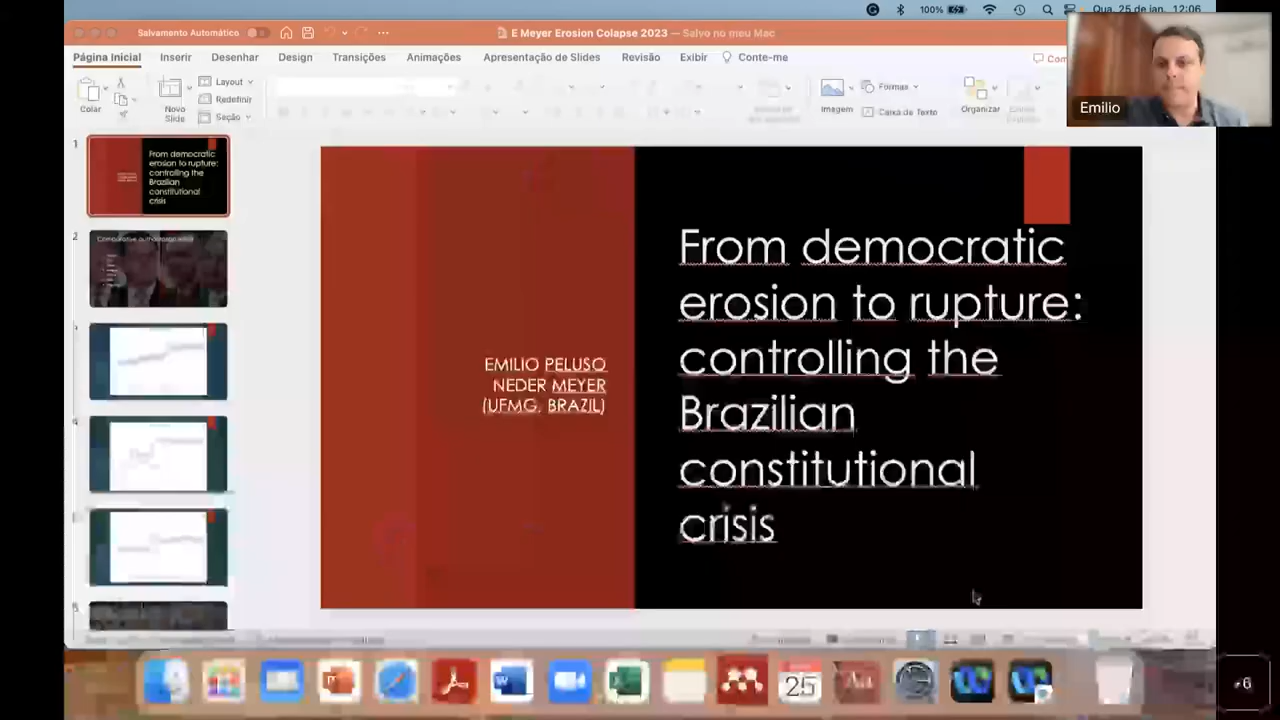 100%
Qua. 25 de jan. 12:06
Salvamento Automático
E Meyer Erosion Colapse 2023 — Salvo no meu Mac
Página Inicial
Inserir
Desenhar
Design
Transições
Animações
Apresentação de Slides
Revisão
Exibir
Conte-me
Com
Colar
Novo
Slide
Layout
Redefinir
Seção
Imagem
Formas
Caixa de Texto
Organizar
Emilio
1
From democratic
erosion to rupture:
controlling the
Brazilian
constitutional
crisis
2
EMILIO PELUSO
NEDER MEYER
(UFMG, BRAZIL)
From democratic
erosion to rupture:
controlling the
Brazilian
constitutional
crisis
25
Aa
+6